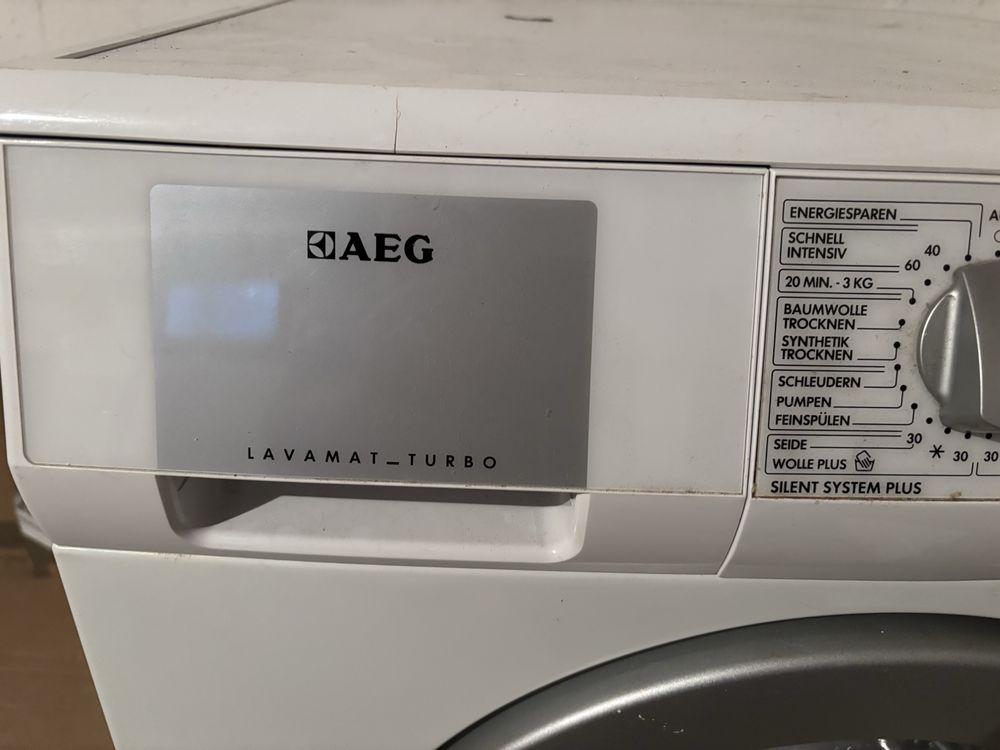 AEG
LAVAMAT_TURBO
ENERGIESPAREN
SCHNELL
INTENSIV
40
60
20 MIN. - 3 KG
BAUMWOLLE
TROCKNEN
SYNTHETIK
TROCKNEN
SCHLEUDERN
PUMPEN
FEINSPÜLEN
SEIDE
30
WOLLE PLUS
30
30
SILENT SYSTEM PLUS